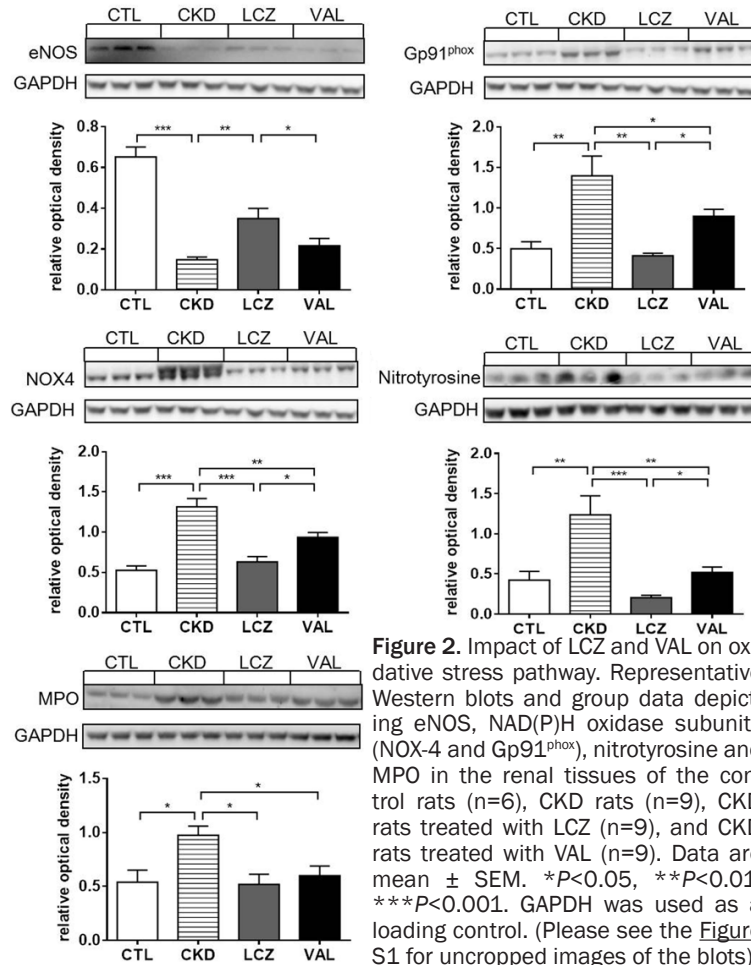 CTL CKD LCZ VAL
eNOS
GAPDH
relative optical density
0.8
0.6
0.4
0.2
0.0
*** ** *
CTL CKD LCZ VAL
CTL CKD LCZ VAL
Gp91phox
GAPDH
relative optical density
2.0
1.5
1.0
0.5
0.0
*
** ** *
CTL CKD LCZ VAL
CTL CKD LCZ VAL
NOX4
GAPDH
relative optical density
2.0
1.5
1.0
0.5
0.0
**
*** *** *
CTL CKD LCZ VAL
CTL CKD LCZ VAL
Nitrotyrosine
GAPDH
relative optical density
2.0
1.5
1.0
0.5
0.0
** ** 
*** *
CTL CKD LCZ VAL
CTL CKD LCZ VAL
MPO
GAPDH
relative optical density
1.5
1.0
0.5
0.0
*
* *
CTL CKD LCZ VAL
Figure 2. Impact of LCZ and VAL on ox
dative stress pathway. Representative
Western blots and group data depict
ing eNOS, NAD(P)H oxidase subunit
(NOX-4 and Gp91phox), nitrotyrosine and
MPO in the renal tissues of the con
trol rats (n=6), CKD rats (n=9), CKD
rats treated with LCZ (n=9), and CKD
rats treated with VAL (n=9). Data are
mean ± SEM. *P<0.05, **P<0.01
***P<0.001. GAPDH was used as a
loading control. (Please see the Figure
S1 for uncropped images of the blots)